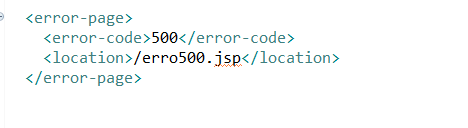 <error-page>
<error-code>500</error-code>
<location>/erro500.jsp</location>
</error-page>